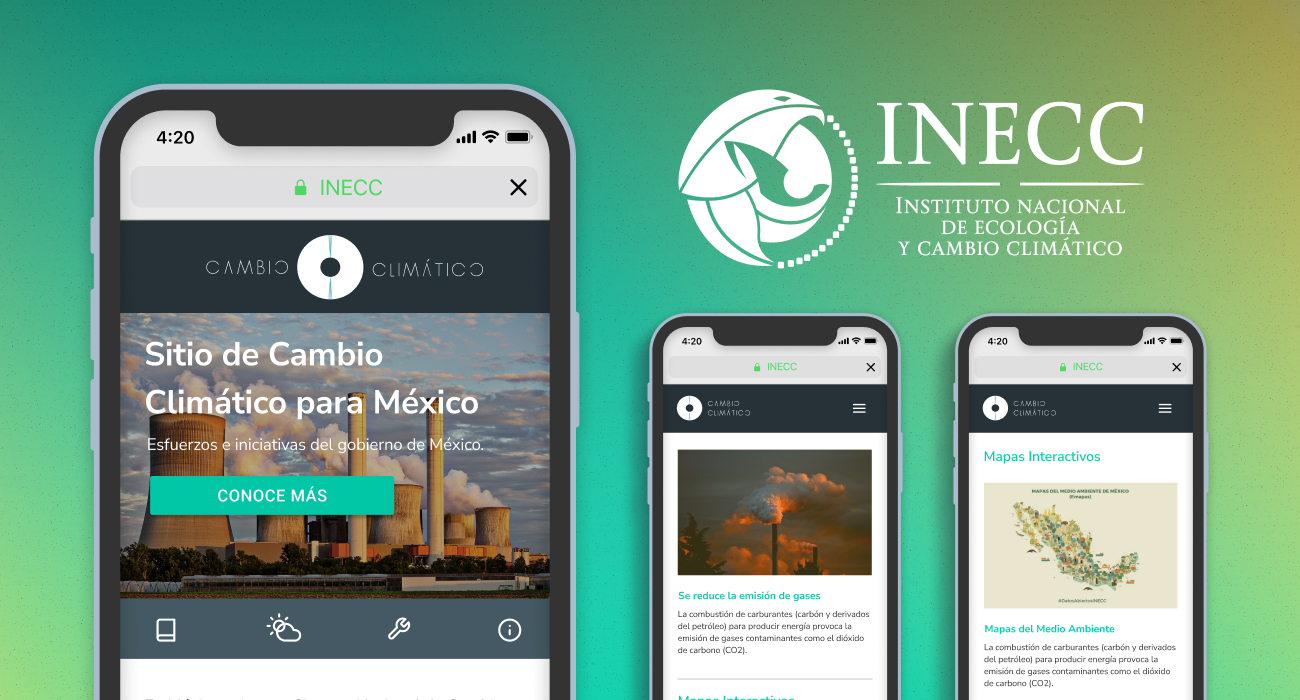 4:20
INECC
CAMBIO CLIMÁTICO
Sitio de Cambio
Climático para México
Esfuerzos e iniciativas del gobierno de México.
CONOCE MÁS
INECC
INSTITUTO NACIONAL
DE ECOLOGÍA
Y CAMBIO CLIMÁTICO
4:20
INECC
CAMBIO
CLIMÁTICO
Se reduce la emisión de gases
La combustión de carburantes (carbón y derivados
del petróleo) para producir energía provoca la
emisión de gases contaminantes como el dióxido
de carbono (CO2).
Mapas Interactivos
4:20
INECC
CAMBIO
CLIMÁTICO
Mapas Interactivos
MAPAS DEL MEDIO AMBIENTE DE MÉXICO
(Emapas)
#DatosAbiertosINECC
Mapas del Medio Ambiente
La combustión de carburantes (carbón y derivados
del petróleo) para producir energía provoca la
emisión de gases contaminantes como el dióxido
de carbono (CO2).